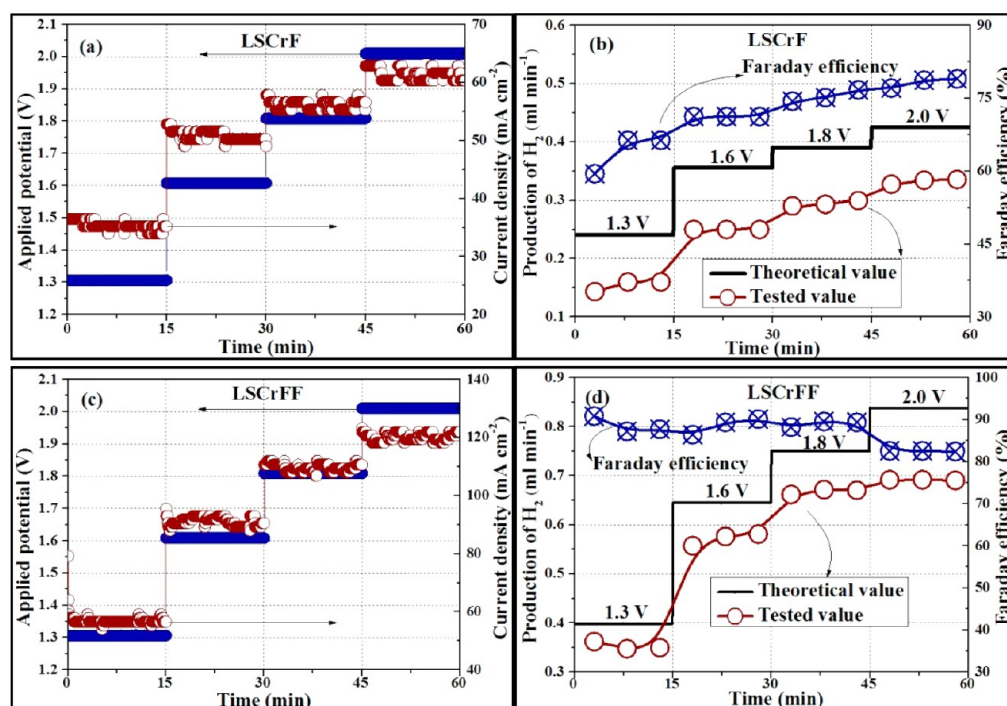 (a)
LSCrF
Applied potential (V)
2.1
2.0
1.9
1.8
1.7
1.6
1.5
1.4
1.3
1.2
Current density (mA cm⁻²)
70
60
50
40
30
20
0 15 30 45 60
Time (min)
(b)
LSCrF
Faraday efficiency
Production of H₂ (ml min⁻¹)
0.6
0.5
0.4
0.3
0.2
0.1
1.3 V
1.6 V
1.8 V
2.0 V
Theoretical value
Tested value
Faraday efficiency (%)
90
75
60
45
30
0 15 30 45 60
Time (min)
(c)
LSCrFF
Applied potential (V)
2.1
2.0
1.9
1.8
1.7
1.6
1.5
1.4
1.3
1.2
Current density (mA cm⁻²)
140
120
100
80
60
40
0 15 30 45 60
Time (min)
(d)
LSCrFF
Faraday efficiency
Production of H₂ (ml min⁻¹)
0.9
0.8
0.7
0.6
0.5
0.4
0.3
1.3 V
1.6 V
1.8 V
2.0 V
Theoretical value
Tested value
Faraday efficiency (%)
100
90
80
70
60
50
40
30
0 15 30 45 60
Time (min)